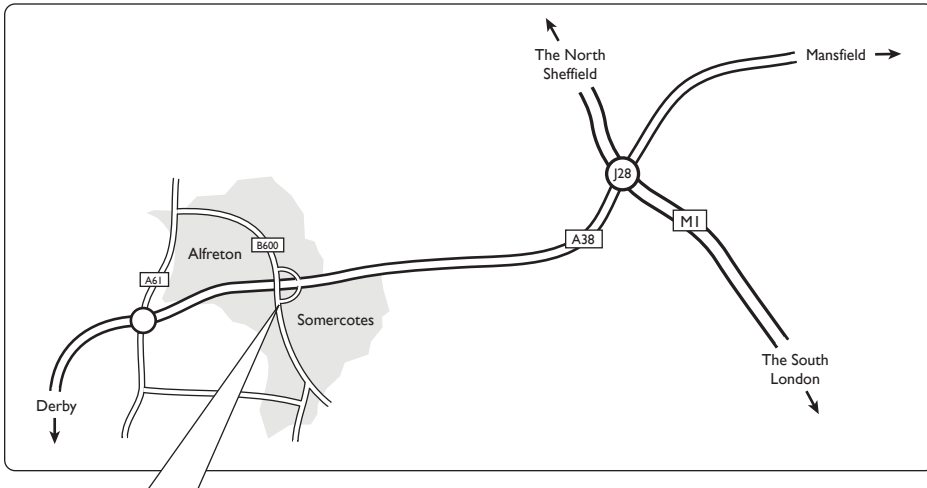 The North
Sheffield
Mansfield
J28
M1
A38
B600
Alfreton
A61
Somercotes
The South
London
Derby